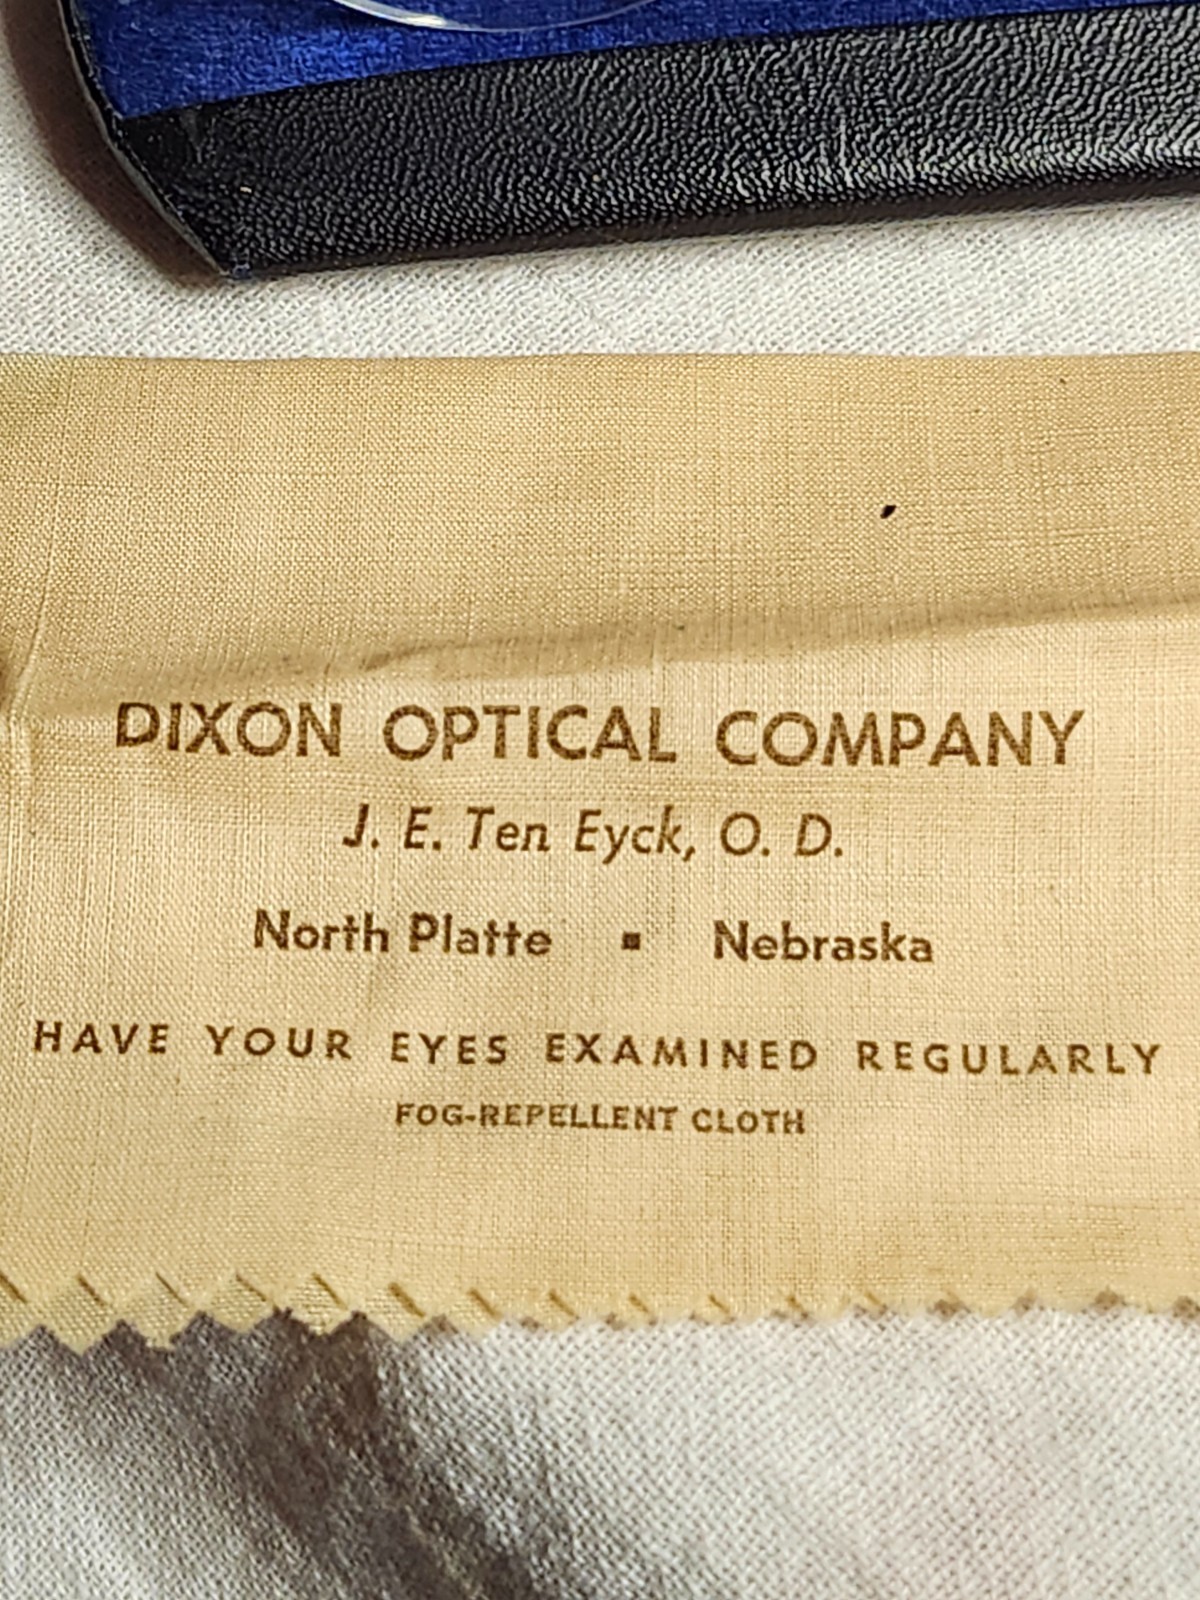 DIXON OPTICAL COMPANY
J. E. Ten Eyck, O. D.
North Platte ▪ Nebraska
HAVE YOUR EYES EXAMINED REGULARLY
FOG-REPELLENT CLOTH